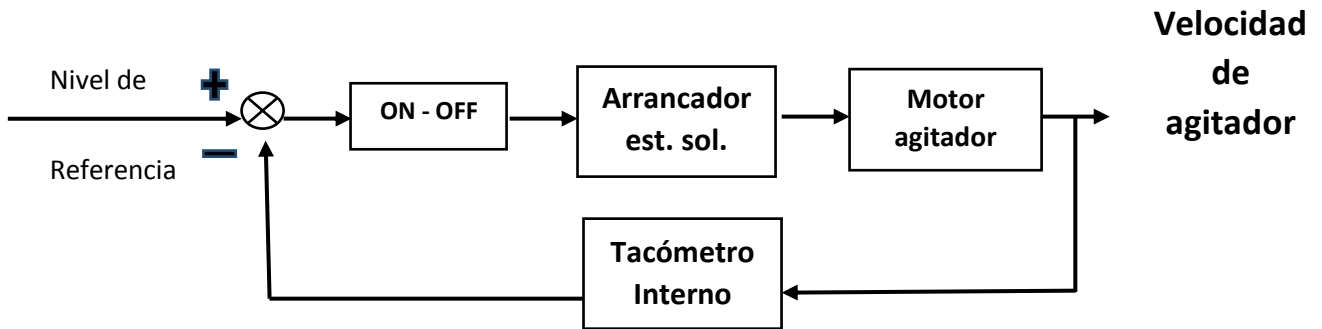 Nivel de
Referencia
ON - OFF
Arrancador
est. sol.
Motor
agitador
Velocidad
de
agitador
Tacómetro
Interno